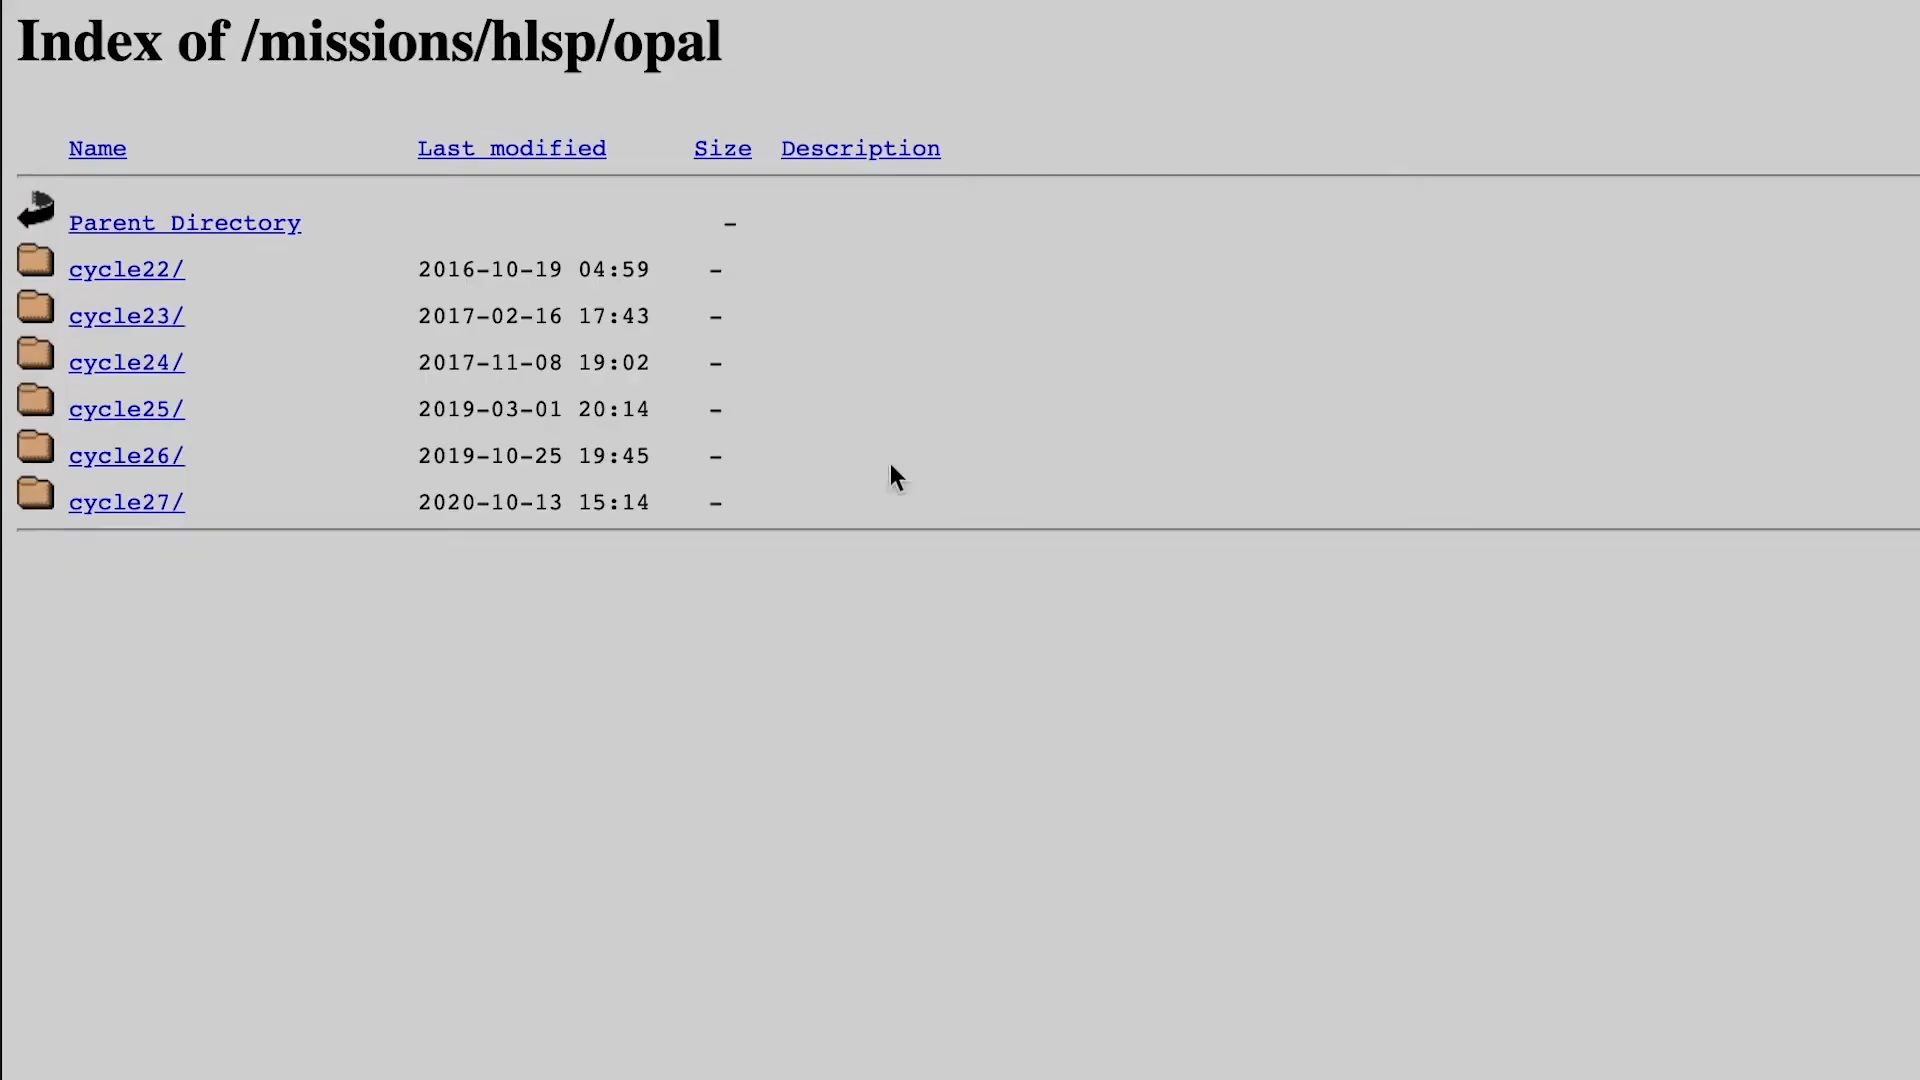 Index of /missions/hlsp/opal
Name Last modified Size Description
Parent Directory -
cycle22/ 2016-10-19 04:59 -
cycle23/ 2017-02-16 17:43 -
cycle24/ 2017-11-08 19:02 -
cycle25/ 2019-03-01 20:14 -
cycle26/ 2019-10-25 19:45 -
cycle27/ 2020-10-13 15:14 -